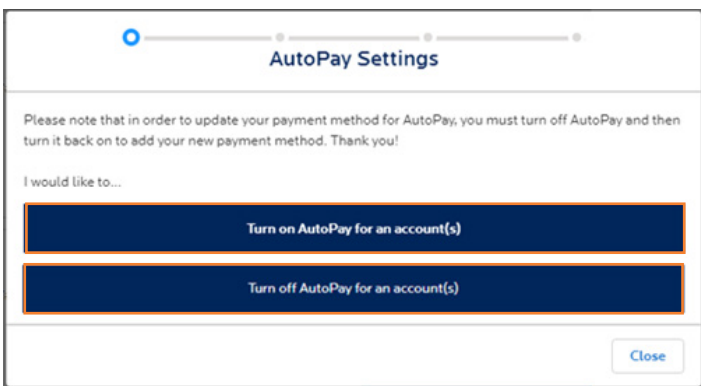 AutoPay Settings
Please note that in order to update your payment method for AutoPay, you must turn off AutoPay and then
turn it back on to add your new payment method. Thank you!
I would like to...
Turn on AutoPay for an account(s)
Turn off AutoPay for an account(s)
Close